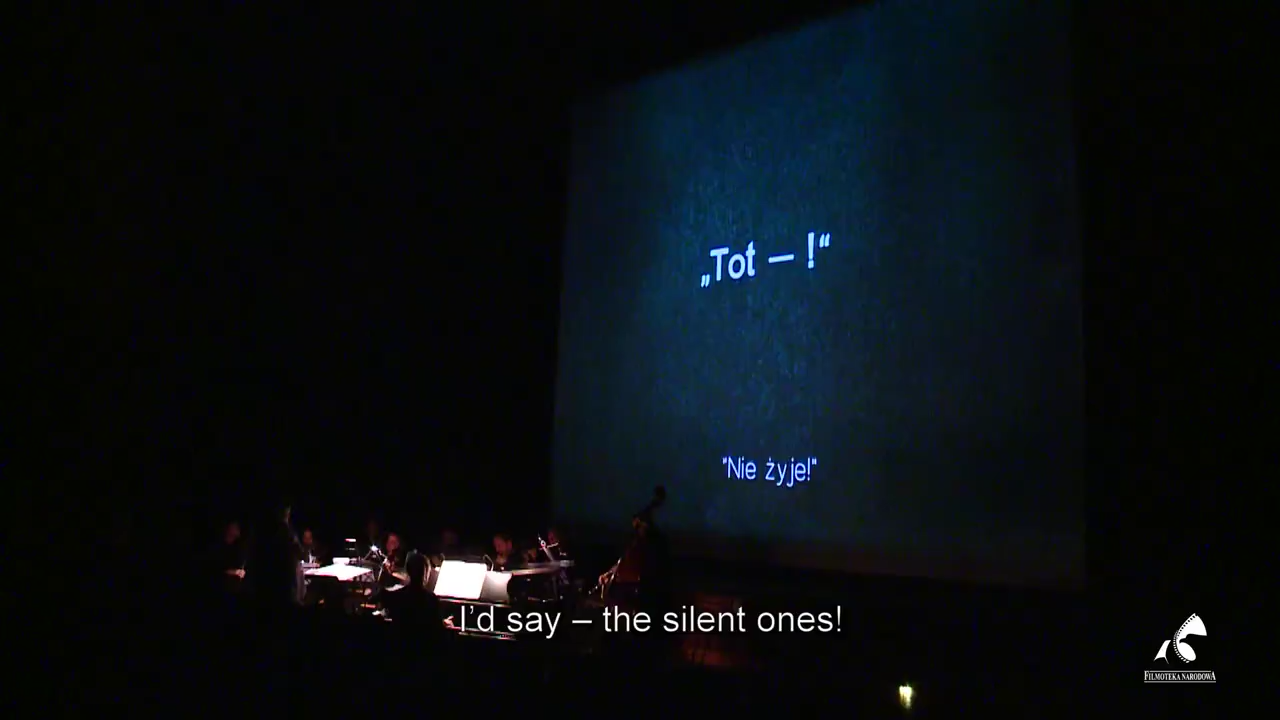 „Tot — !“
"Nie żyje!"
I’d say – the silent ones!
FILMOTEKA NARODOWA